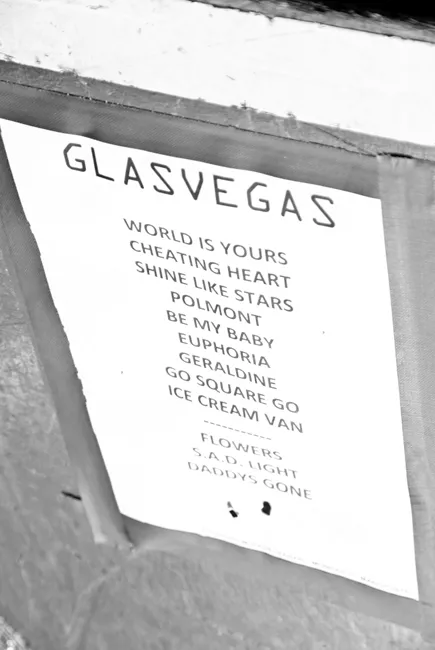 GLASVEGAS
WORLD IS YOURS
CHEATING HEART
SHINE LIKE STARS
POLMONT
BE MY BABY
EUPHORIA
GERALDINE
GO SQUARE GO
ICE CREAM VAN
-----------
FLOWERS
S.A.D. LIGHT
DADDYS GONE